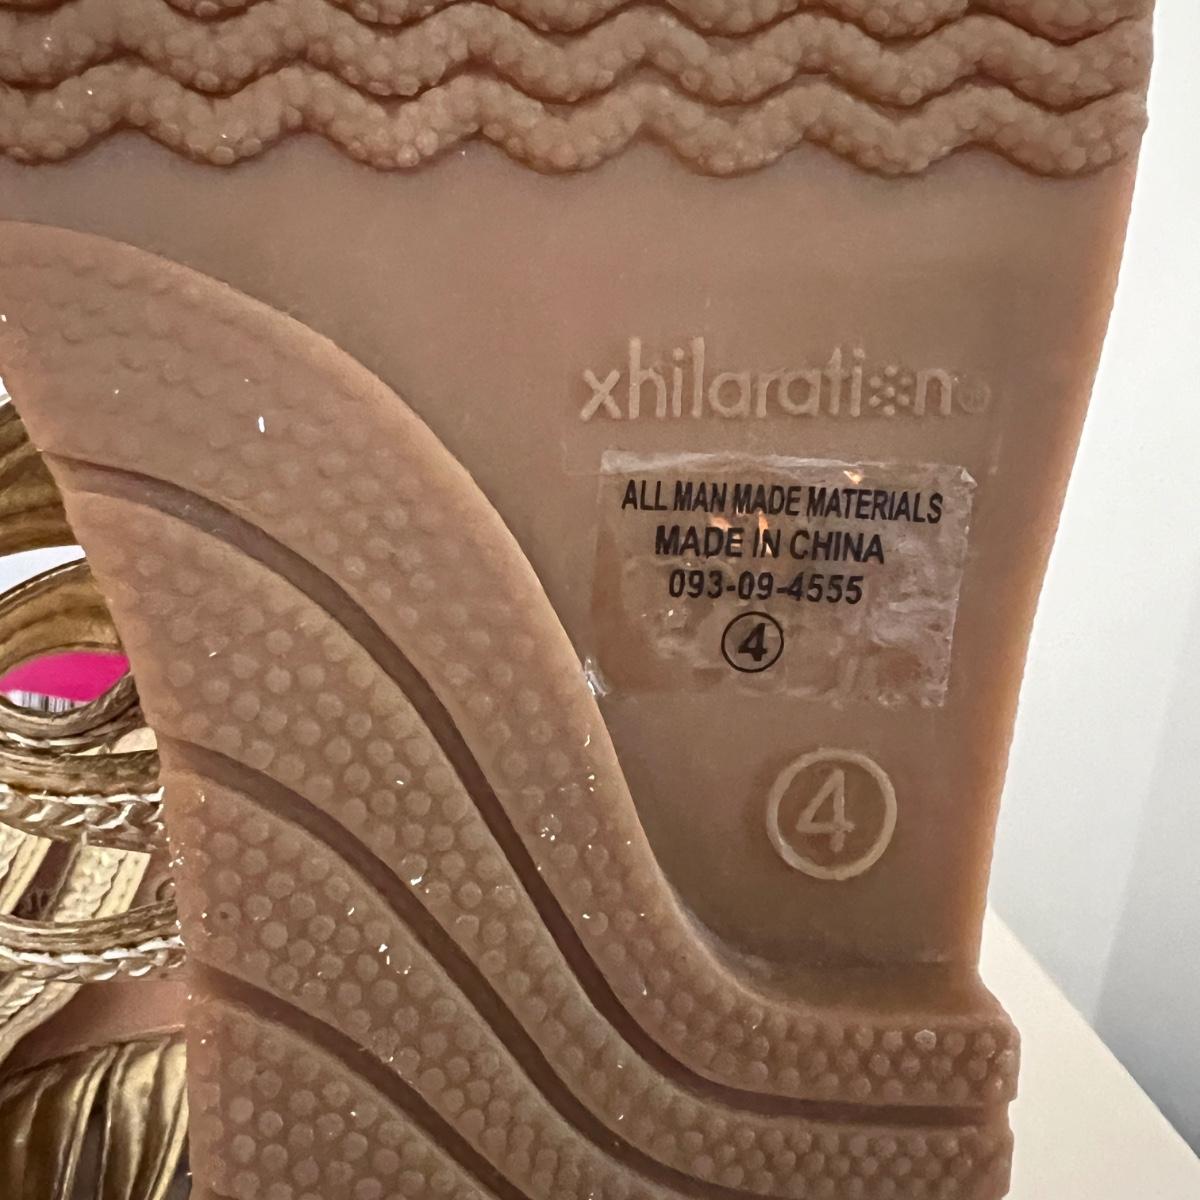 xhilaration®
ALL MAN MADE MATERIALS
MADE IN CHINA
093-09-4555
4
4